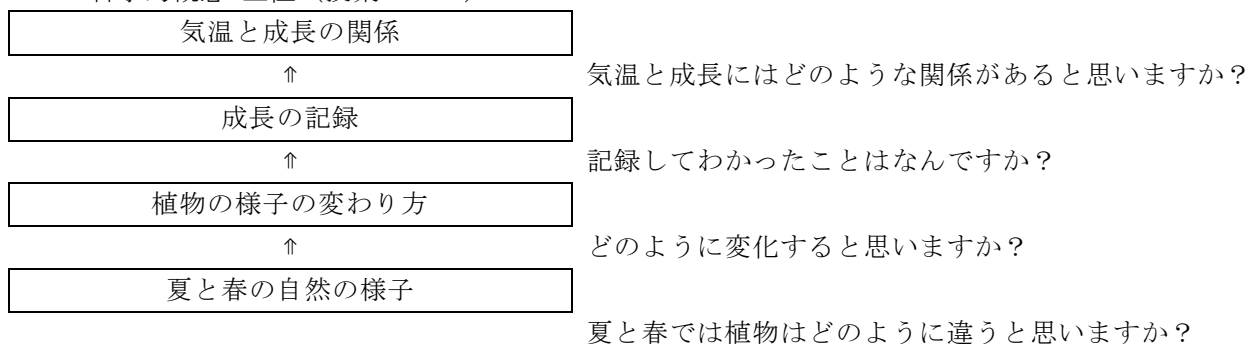 気温と成長の関係
⇑ 気温と成長にはどのような関係があると思いますか？
成長の記録
⇑ 記録してわかったことはなんですか？
植物の様子の変わり方
⇑ どのように変化すると思いますか？
夏と春の自然の様子
夏と春では植物はどのように違うと思いますか？